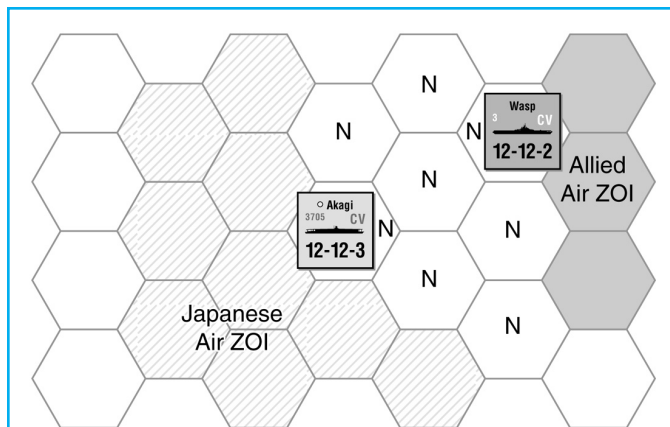 N
Wasp
3 CV
12-12-2
N
N
Allied
Air ZOI
N
Akagi
3705 CV
12-12-3
N
N
N
Japanese
Air ZOI
N